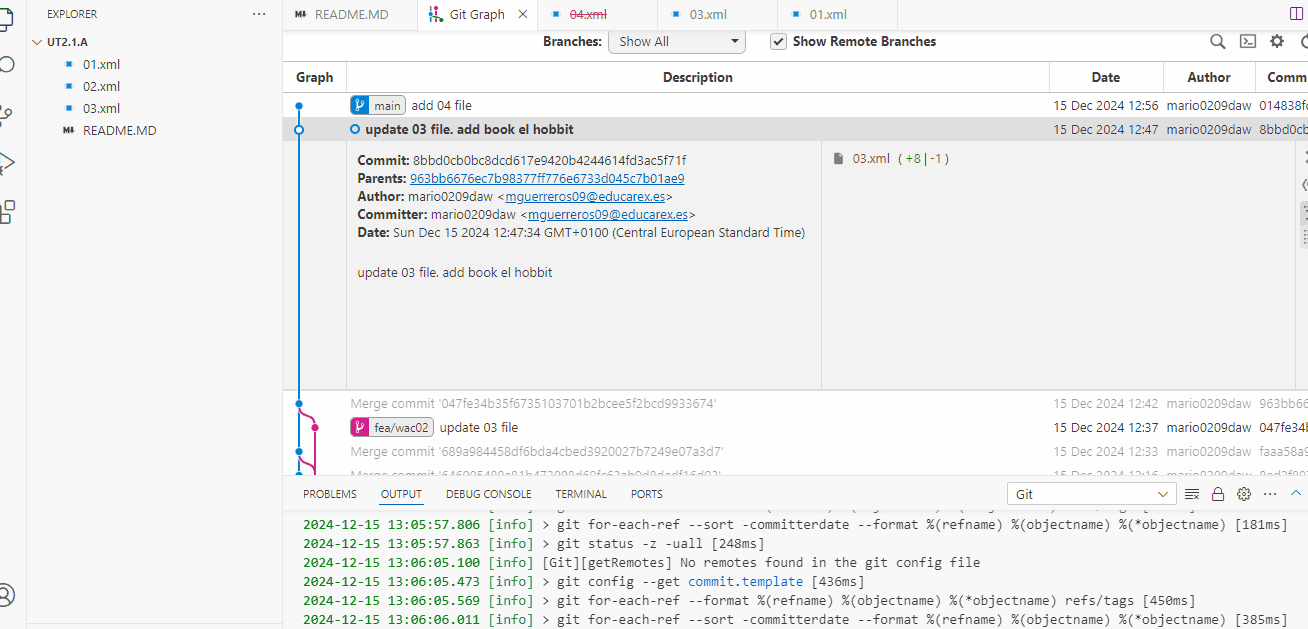 EXPLORER ···
README.MD Git Graph 04.xml 03.xml 01.xml
UT2.1.A
01.xml
02.xml
03.xml
README.MD
Branches: Show All Show Remote Branches
Graph Description Date Author Comm
main add 04 file 15 Dec 2024 12:56 mario0209daw 014838f
update 03 file. add book el hobbit 15 Dec 2024 12:47 mario0209daw 8bbd0cb
Commit: 8bbd0cb0bc8dcd617e9420b4244614fd3ac5f71f
Parents: 963bb6676ec7b98377ff776e6733d045c7b01ae9
Author: mario0209daw <mguerreros09@educarex.es>
Committer: mario0209daw <mguerreros09@educarex.es>
Date: Sun Dec 15 2024 12:47:34 GMT+0100 (Central European Standard Time)
update 03 file. add book el hobbit
03.xml ( +8 | -1 )
Merge commit '047fe34b35f6735103701b2bcee5f2bcd9933674' 15 Dec 2024 12:42 mario0209daw 963bb66
fea/wac02 update 03 file 15 Dec 2024 12:37 mario0209daw 047fe34
Merge commit '689a984458df6bda4cbed3920027b7249e07a3d7' 15 Dec 2024 12:33 mario0209daw faaa58a9
Merge commit 15 Dec 2024 12:16 mario0209daw
PROBLEMS OUTPUT DEBUG CONSOLE TERMINAL PORTS Git ···
2024-12-15 13:05:57.806 [info] > git for-each-ref --sort -committerdate --format %(refname) %(objectname) %(*objectname) [181ms]
2024-12-15 13:05:57.863 [info] > git status -z -uall [248ms]
2024-12-15 13:06:05.100 [info] [Git][getRemotes] No remotes found in the git config file
2024-12-15 13:06:05.473 [info] > git config --get commit.template [436ms]
2024-12-15 13:06:05.569 [info] > git for-each-ref --format %(refname) %(objectname) %(*objectname) refs/tags [450ms]
2024-12-15 13:06:06.011 [info] > git for-each-ref --sort -committerdate --format %(refname) %(objectname) %(*objectname) [385ms]